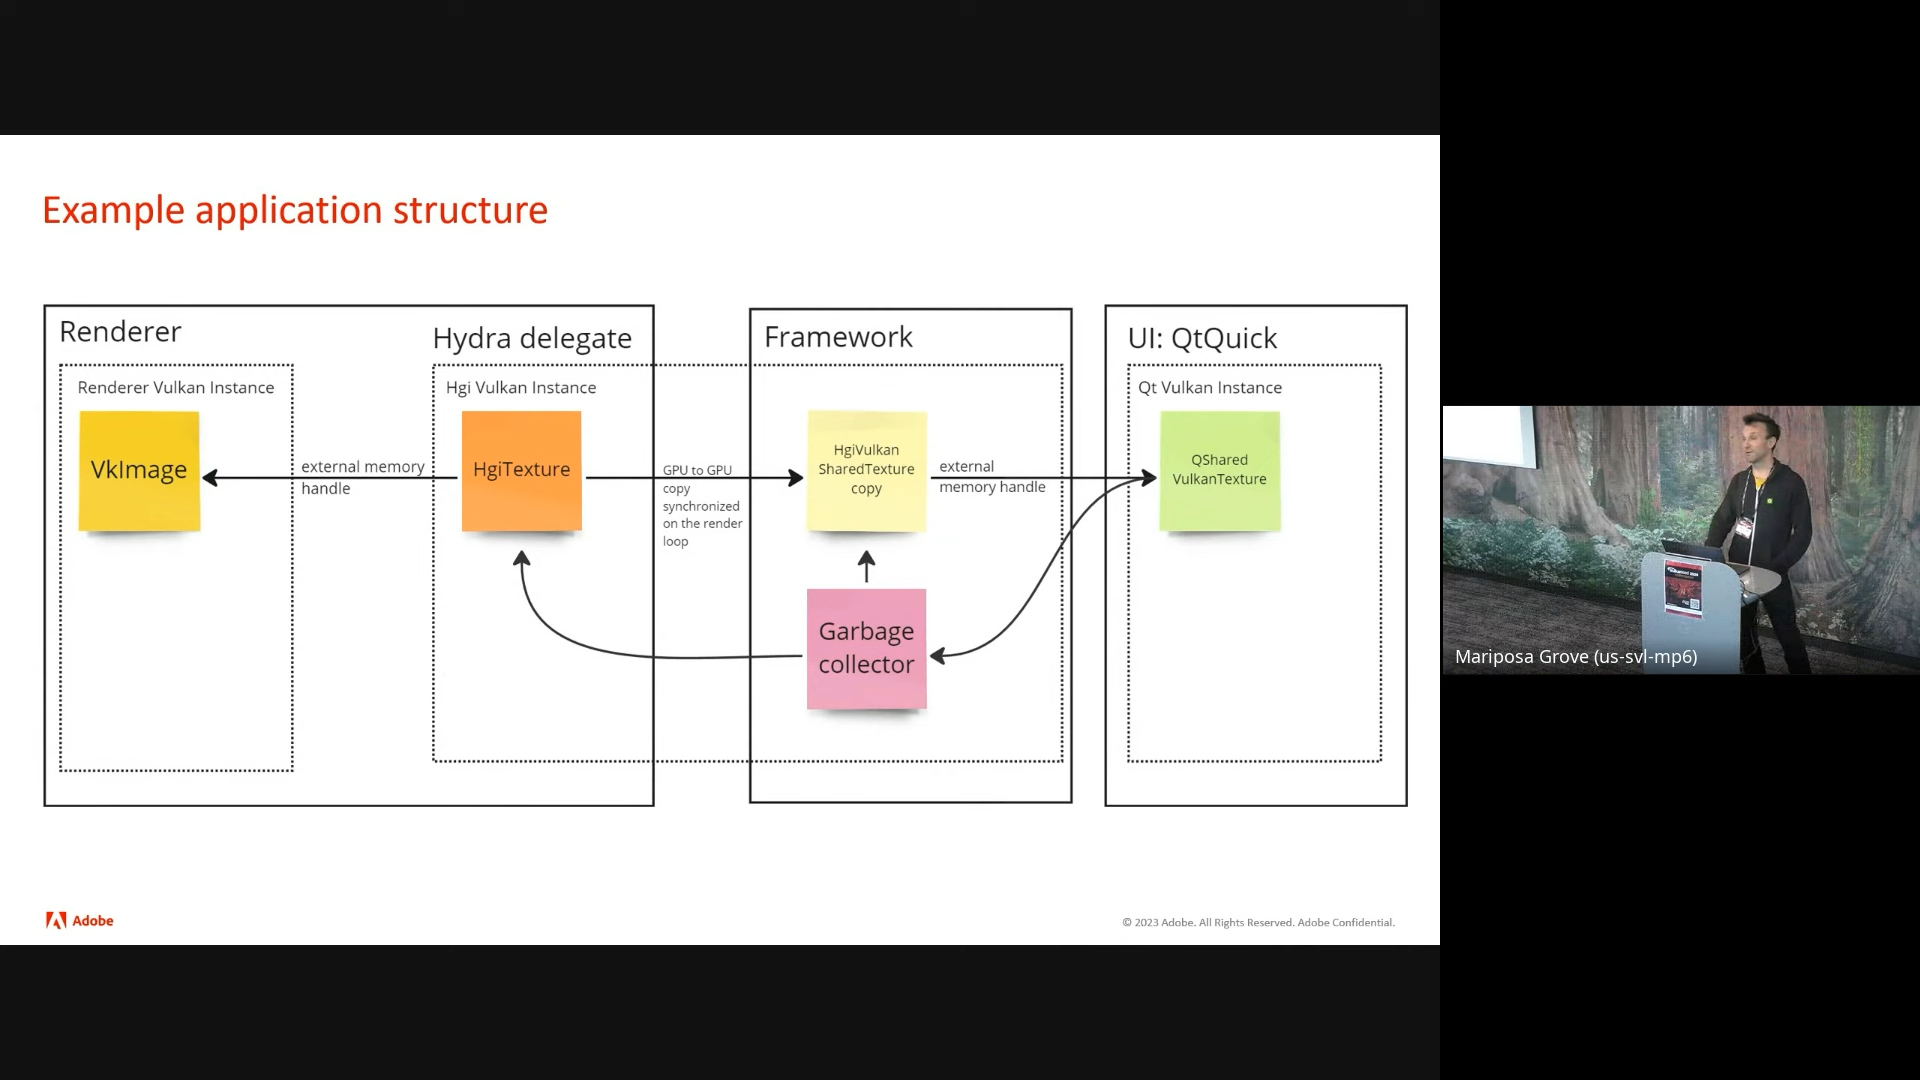 Example application structure
Renderer
Hydra delegate
Framework
UI: QtQuick
Renderer Vulkan Instance
Hgi Vulkan Instance
Qt Vulkan Instance
VkImage
external memory
handle
HgiTexture
GPU to GPU
copy
synchronized
on the render
loop
HgiVulkan
SharedTexture
copy
external
memory handle
QShared
VulkanTexture
Garbage
collector
Adobe
© 2023 Adobe. All Rights Reserved. Adobe Confidential.
Mariposa Grove (us-svl-mp6)